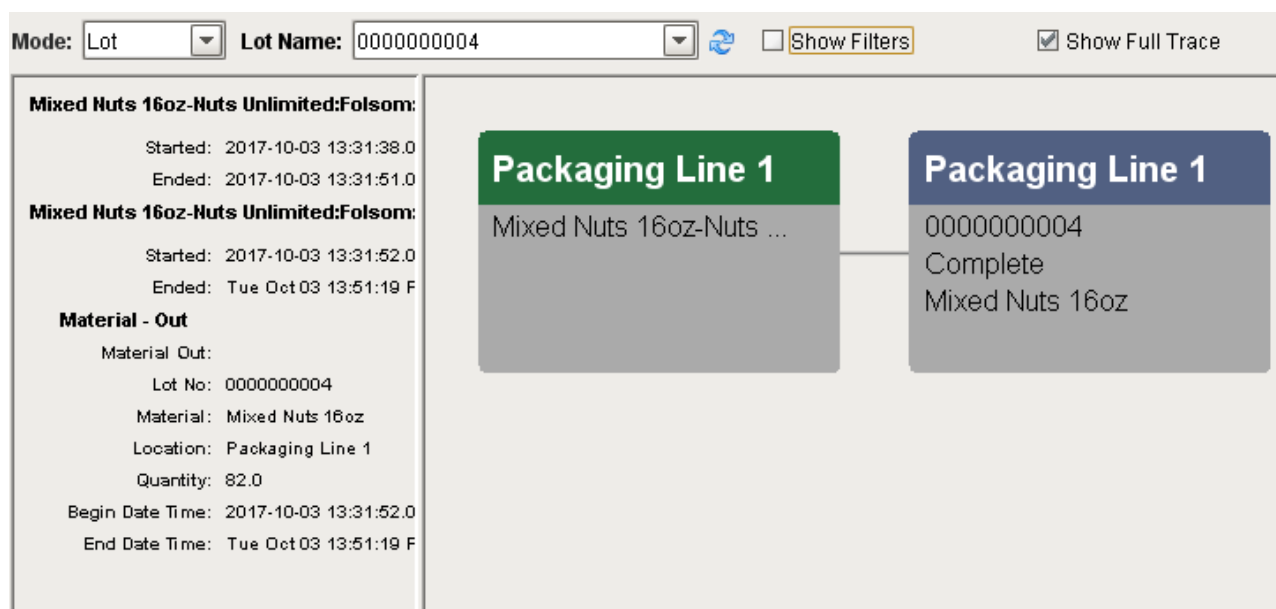 Mode: Lot Lot Name: 0000000004 Show Filters Show Full Trace
Mixed Nuts 16oz-Nuts Unlimited:Folsom:
Started: 2017-10-03 13:31:38.0
Ended: 2017-10-03 13:31:51.0
Mixed Nuts 16oz-Nuts Unlimited:Folsom:
Started: 2017-10-03 13:31:52.0
Ended: Tue Oct 03 13:51:19 P
Material - Out
Material Out:
Lot No: 0000000004
Material: Mixed Nuts 16oz
Location: Packaging Line 1
Quantity: 82.0
Begin Date Time: 2017-10-03 13:31:52.0
End Date Time: Tue Oct 03 13:51:19 P
Packaging Line 1
Mixed Nuts 16oz-Nuts ...
Packaging Line 1
0000000004
Complete
Mixed Nuts 16oz